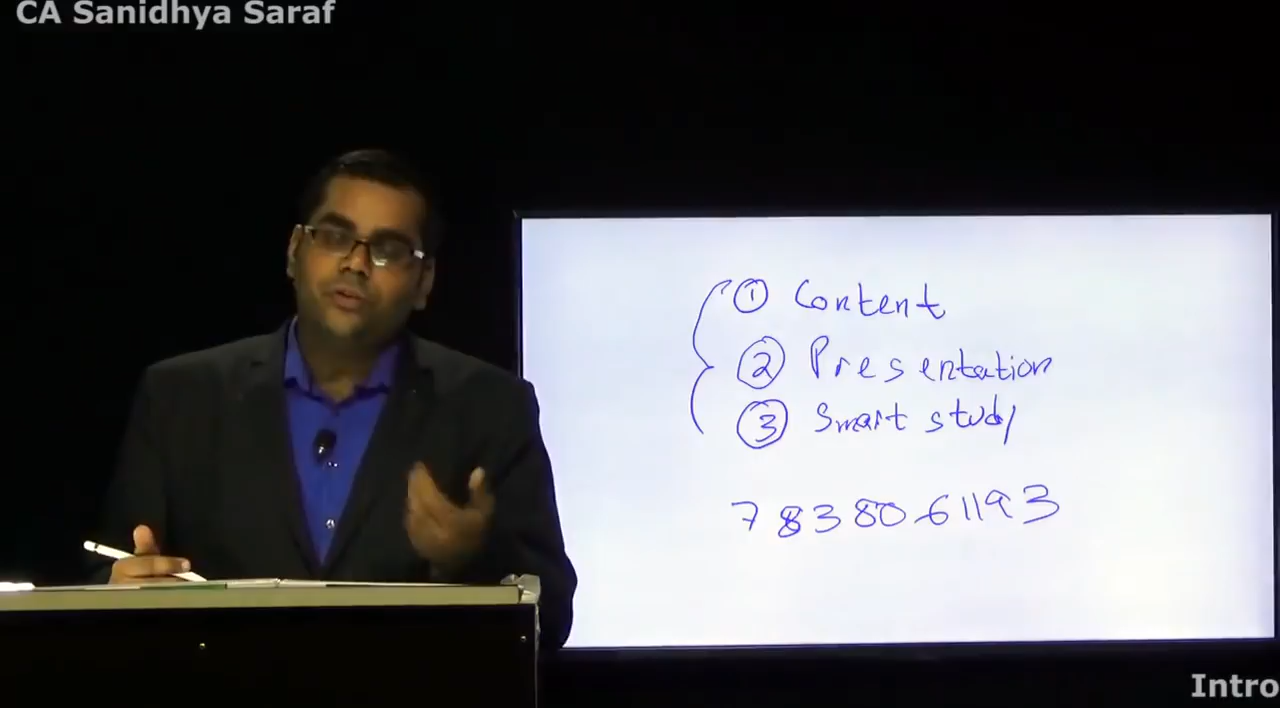 CA Sanidhya Saraf
① Content
② Presentation
③ Smart study
7838061193
Intro